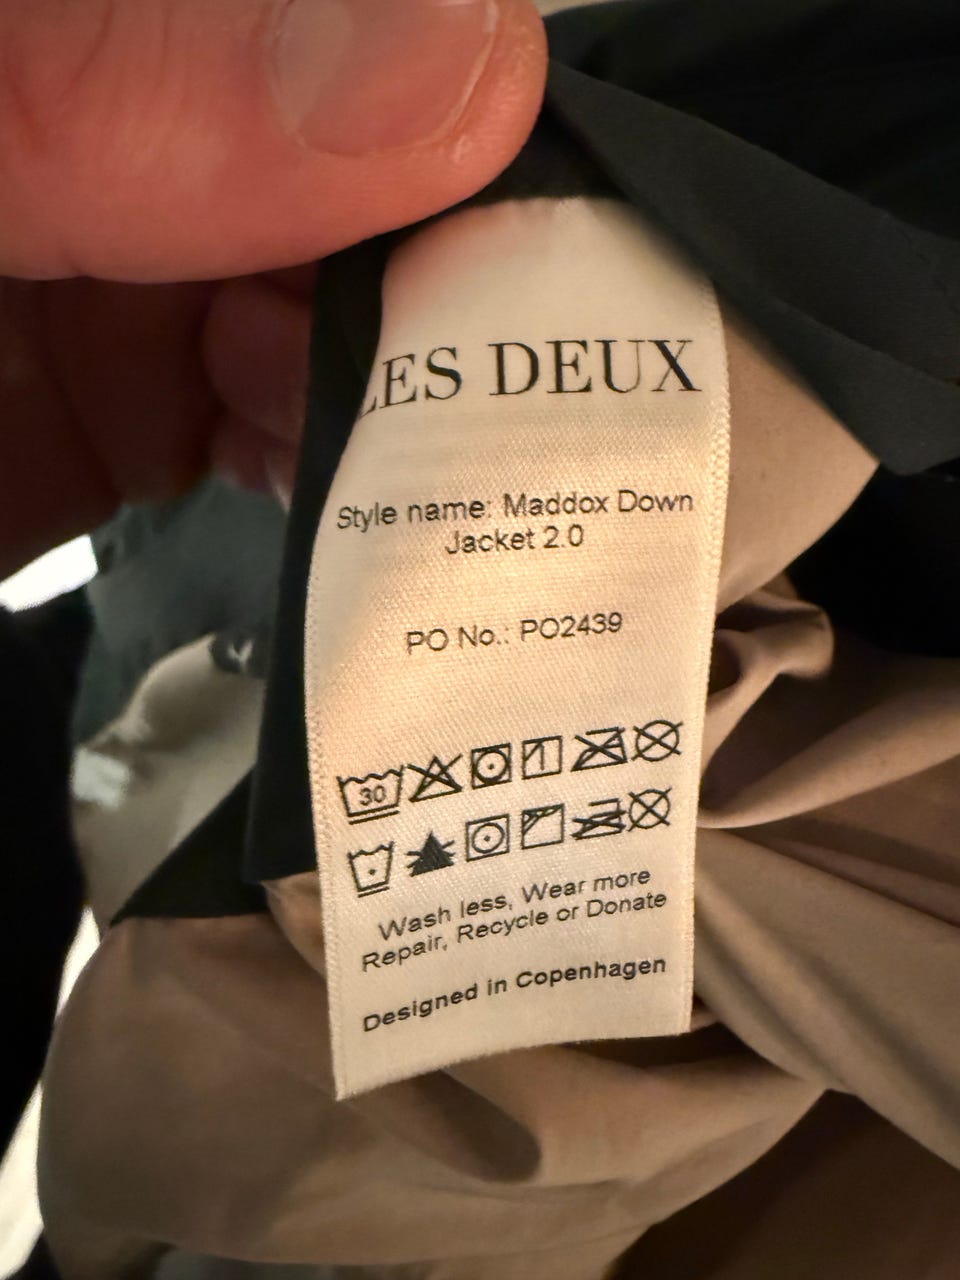 LES DEUX
Style name: Maddox Down
Jacket 2.0
PO No.: PO2439
30
Wash less, Wear more
Repair, Recycle or Donate
Designed in Copenhagen